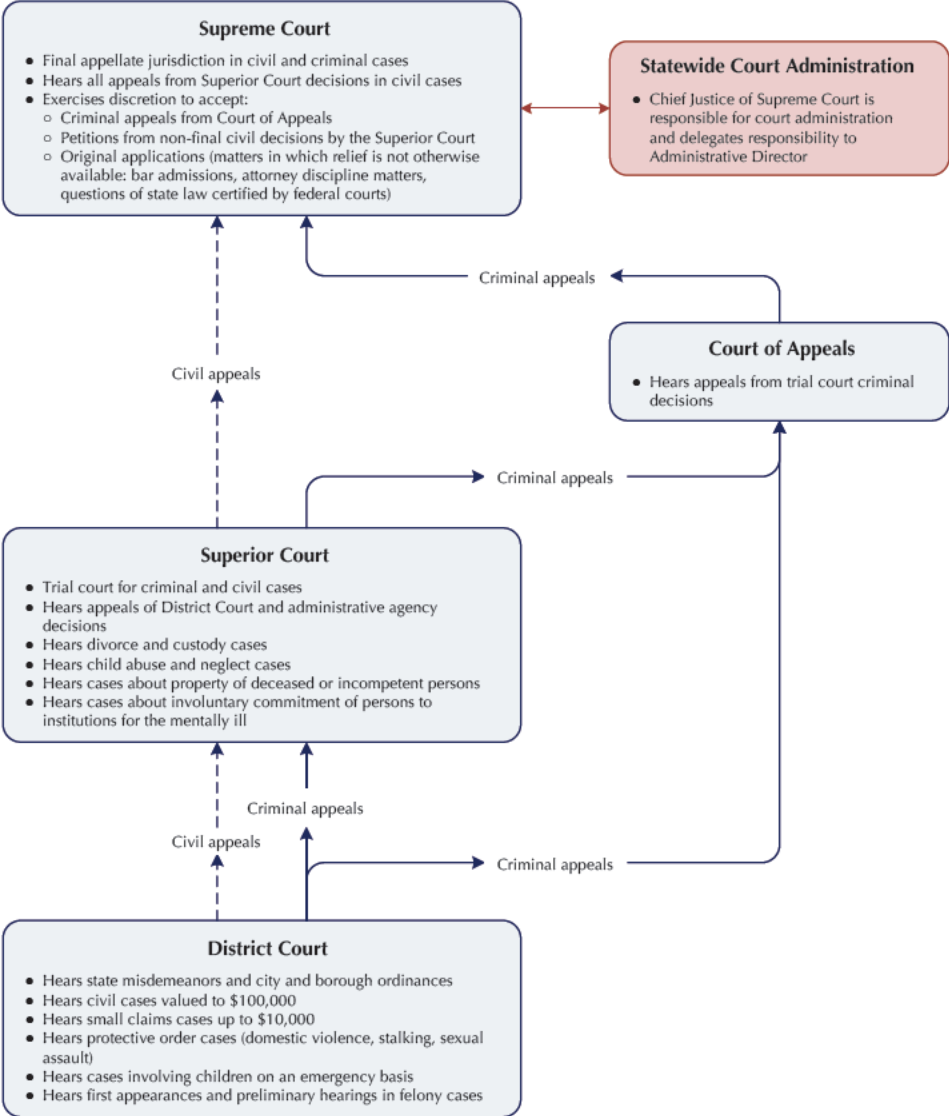 Supreme Court
● Final appellate jurisdiction in civil and criminal cases
● Hears all appeals from Superior Court decisions in civil cases
● Exercises discretion to accept:
○ Criminal appeals from Court of Appeals
○ Petitions from non-final civil decisions by the Superior Court
○ Original applications (matters in which relief is not otherwise
available: bar admissions, attorney discipline matters,
questions of state law certified by federal courts)
Statewide Court Administration
● Chief Justice of Supreme Court is
responsible for court administration
and delegates responsibility to
Administrative Director
Criminal appeals
Court of Appeals
● Hears appeals from trial court criminal
decisions
Civil appeals
Criminal appeals
Superior Court
● Trial court for criminal and civil cases
● Hears appeals of District Court and administrative agency
decisions
● Hears divorce and custody cases
● Hears child abuse and neglect cases
● Hears cases about property of deceased or incompetent persons
● Hears cases about involuntary commitment of persons to
institutions for the mentally ill
Criminal appeals
Civil appeals
Criminal appeals
District Court
● Hears state misdemeanors and city and borough ordinances
● Hears civil cases valued to $100,000
● Hears small claims cases up to $10,000
● Hears protective order cases (domestic violence, stalking, sexual
assault)
● Hears cases involving children on an emergency basis
● Hears first appearances and preliminary hearings in felony cases